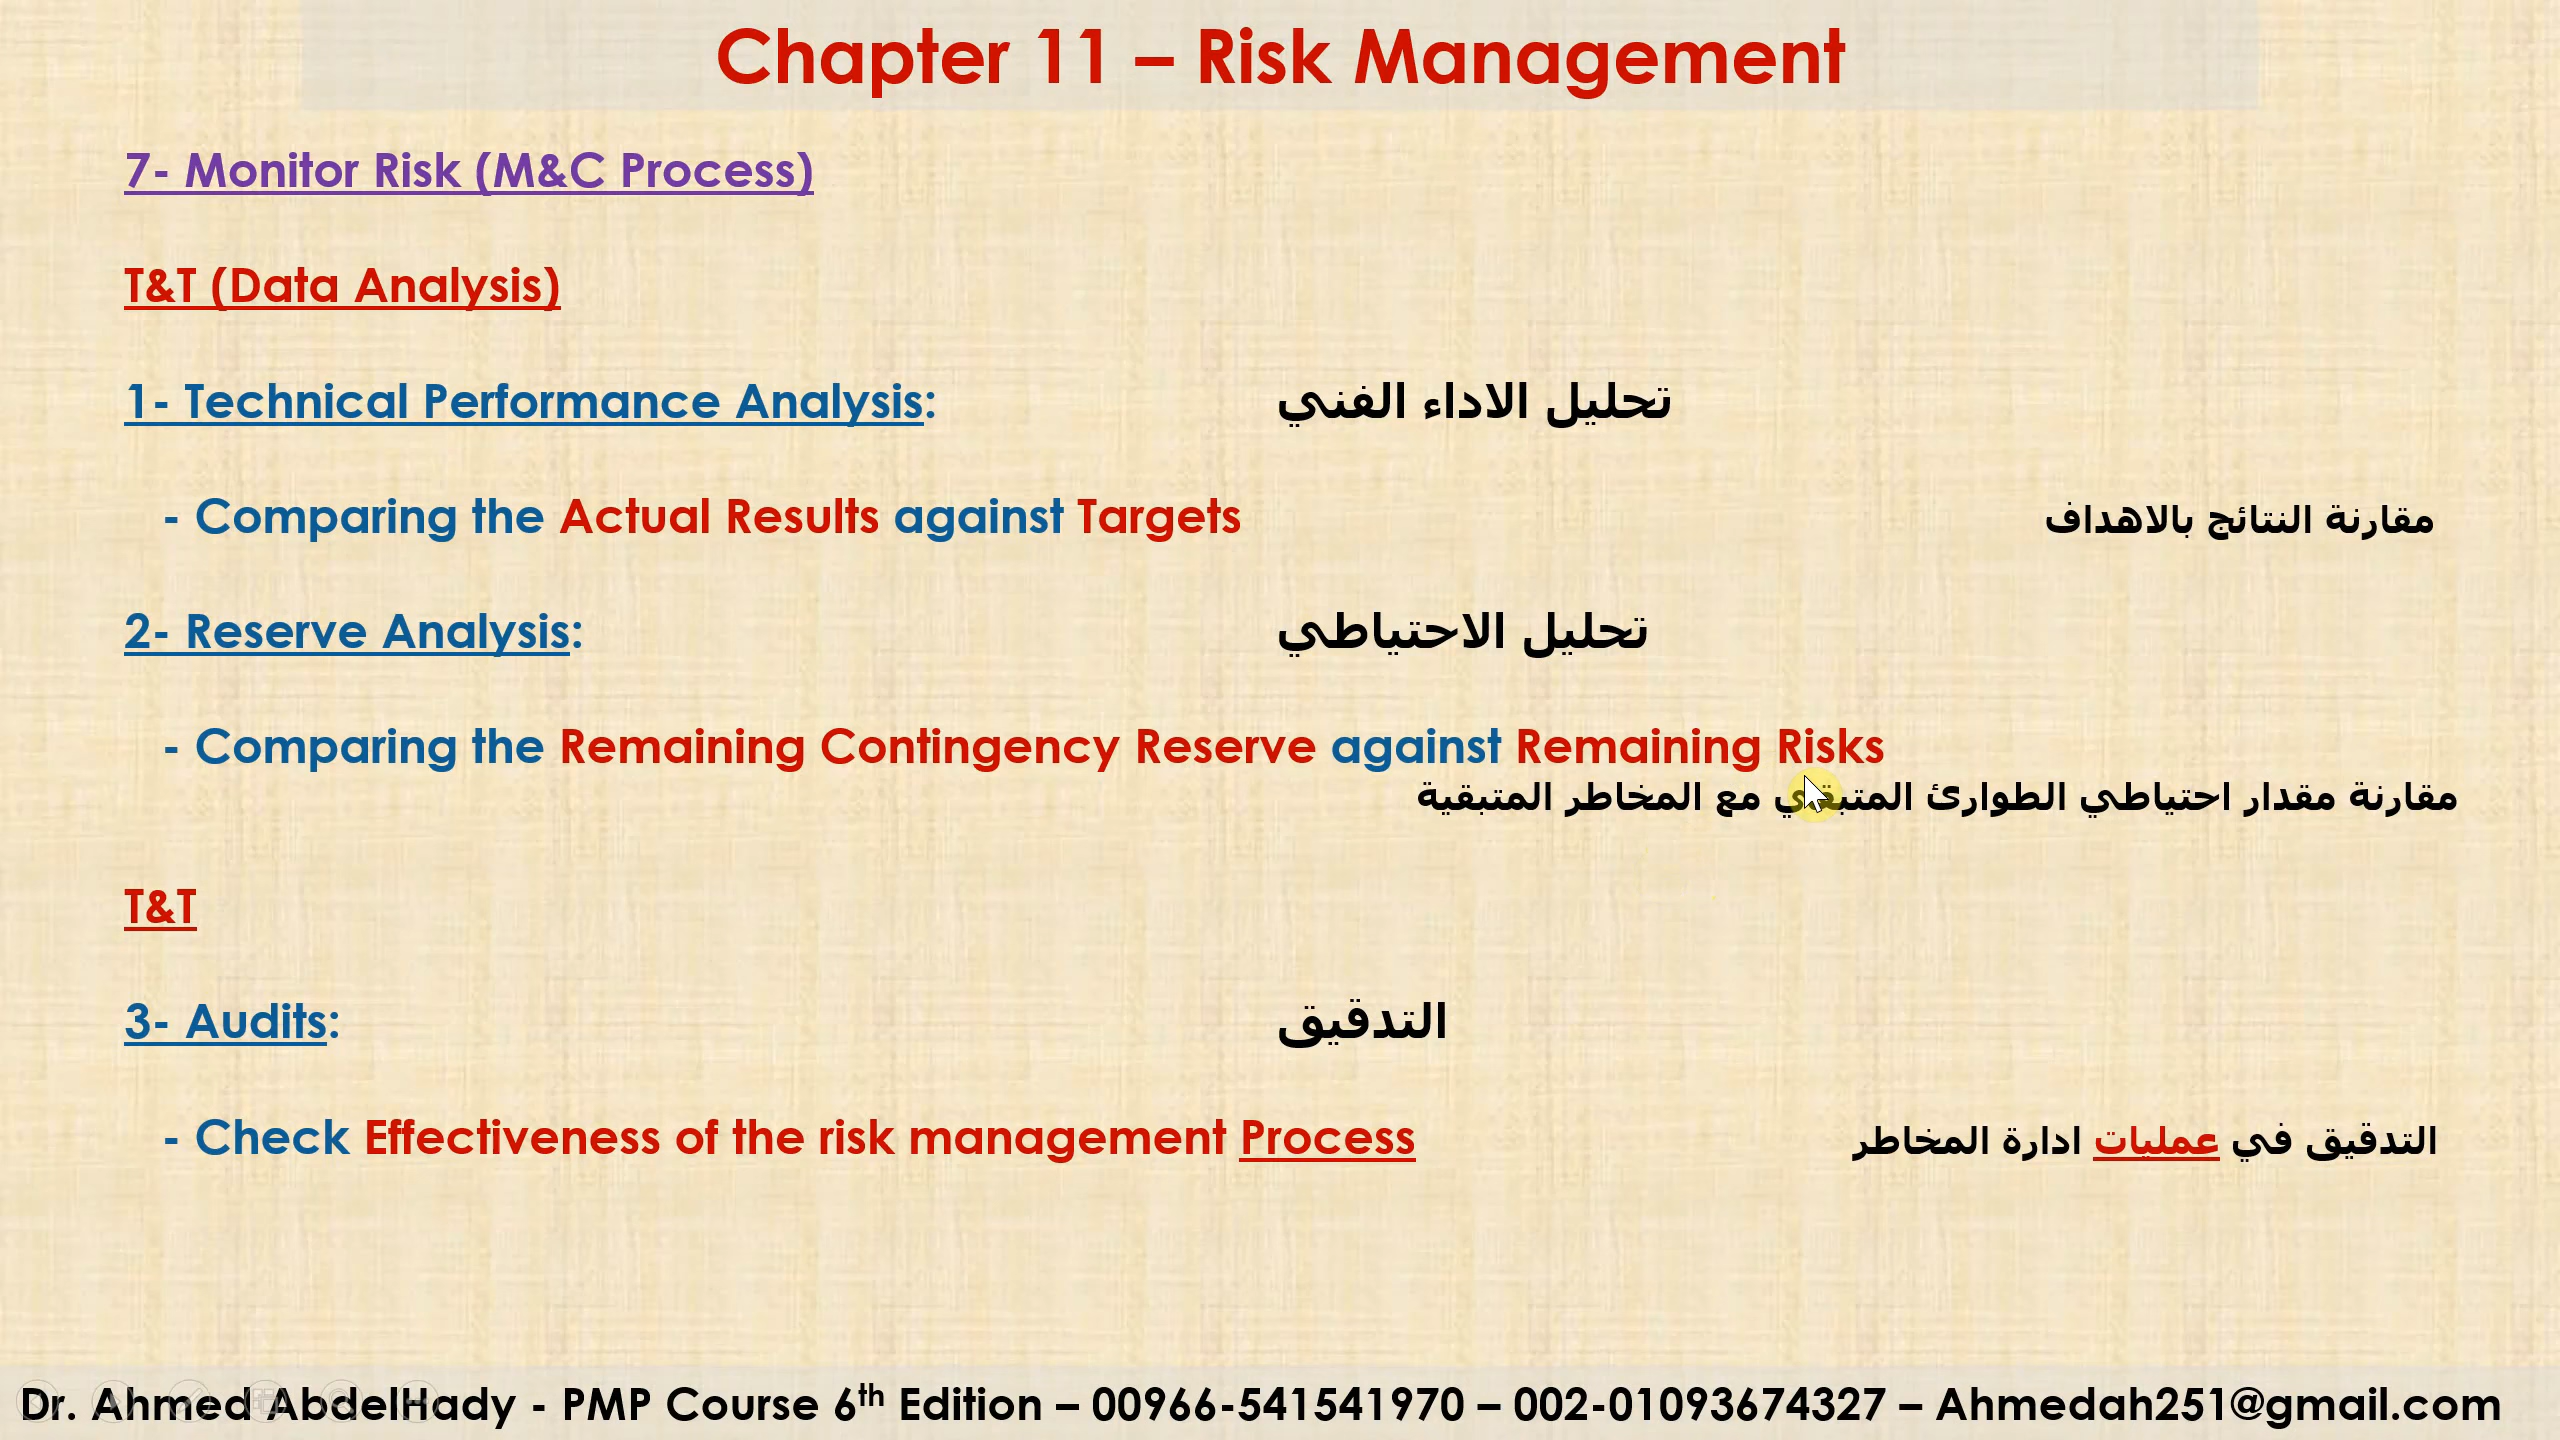 Chapter 11 – Risk Management
7- Monitor Risk (M&C Process)
T&T (Data Analysis)
1- Technical Performance Analysis: تحليل الاداء الفني
- Comparing the Actual Results against Targets مقارنة النتائج بالاهداف
2- Reserve Analysis: تحليل الاحتياطي
- Comparing the Remaining Contingency Reserve against Remaining Risks
مقارنة مقدار احتياطي الطوارئ المتبقي مع المخاطر المتبقية
T&T
3- Audits: التدقيق
- Check Effectiveness of the risk management Process التدقيق في عمليات ادارة المخاطر
Dr. Ahmed AbdelHady - PMP Course 6th Edition – 00966-541541970 – 002-01093674327 – Ahmedah251@gmail.com